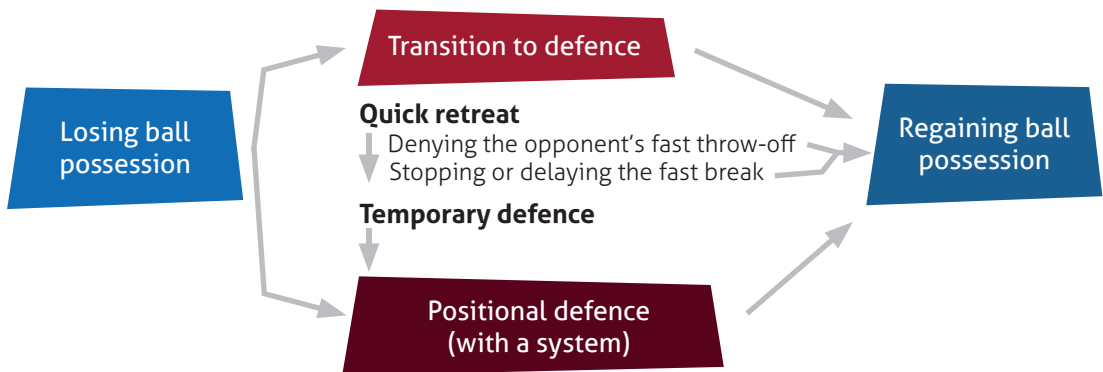 Losing ball
possession
Transition to defence
Quick retreat
Denying the opponent’s fast throw-off
Stopping or delaying the fast break
Temporary defence
Positional defence
(with a system)
Regaining ball
possession